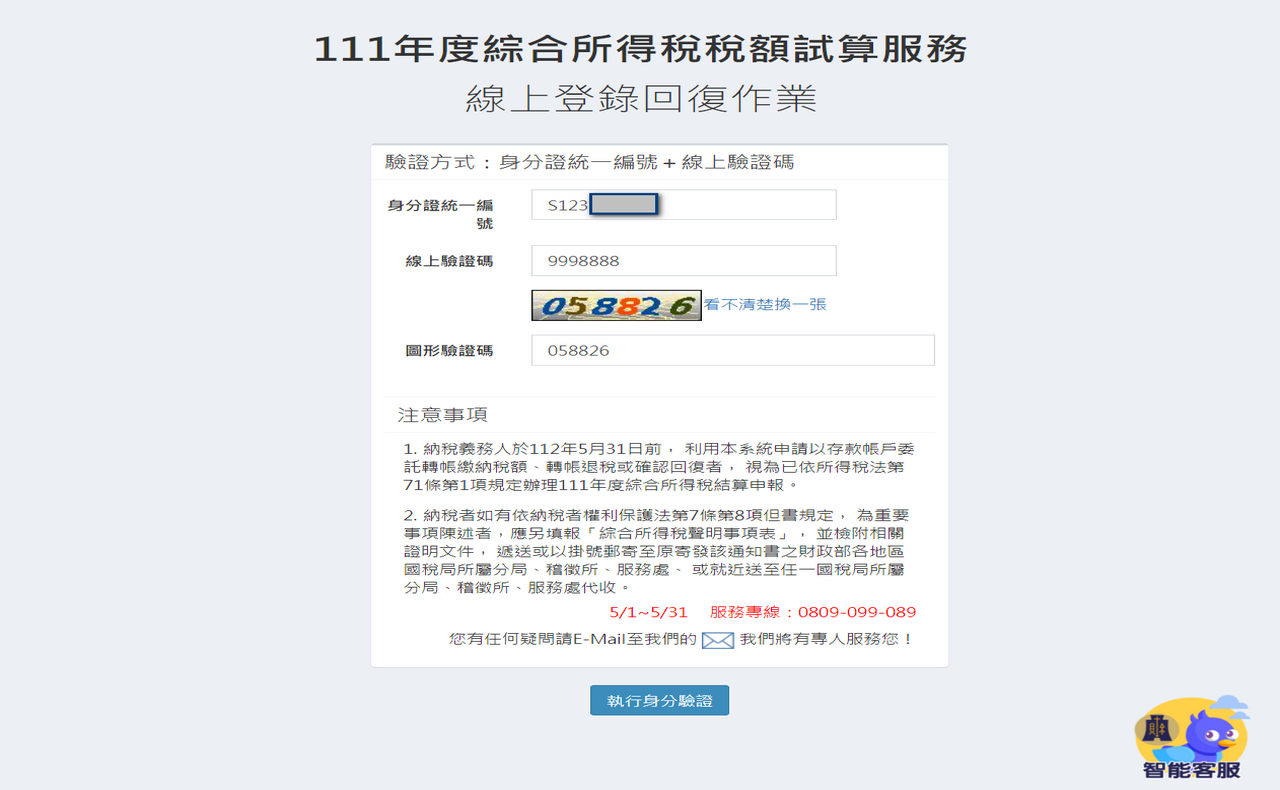 111年度綜合所得稅稅額試算服務
線上登錄回復作業
驗證方式：身分證統一編號+線上驗證碼
身分證統一編
號
S123
線上驗證碼
9998888
058826 看不清楚換一張
圖形驗證碼
058826
注意事項
1. 納稅義務人於112年5月31日前， 利用本系統申請以存款帳戶委
託轉帳繳納稅額、轉帳退稅或確認回復者， 視為已依所得稅法第
71條第1項規定辦理111年度綜合所得稅結算申報。
2. 納稅者如有依納稅者權利保護法第7條第8項但書規定， 為重要
事項陳述者，應另填報「綜合所得稅聲明事項表」， 並檢附相關
證明文件， 遞送或以掛號郵寄至原寄發該通知書之財政部各地區
國稅局所屬分局、稽徵所、服務處、 或就近送至任一國稅局所屬
分局、稽徵所、服務處代收。
5/1~5/31 服務專線：0809-099-089
您有任何疑問請E-Mail至我們的 我們將有專人服務您！
執行身分驗證
財
智能客服